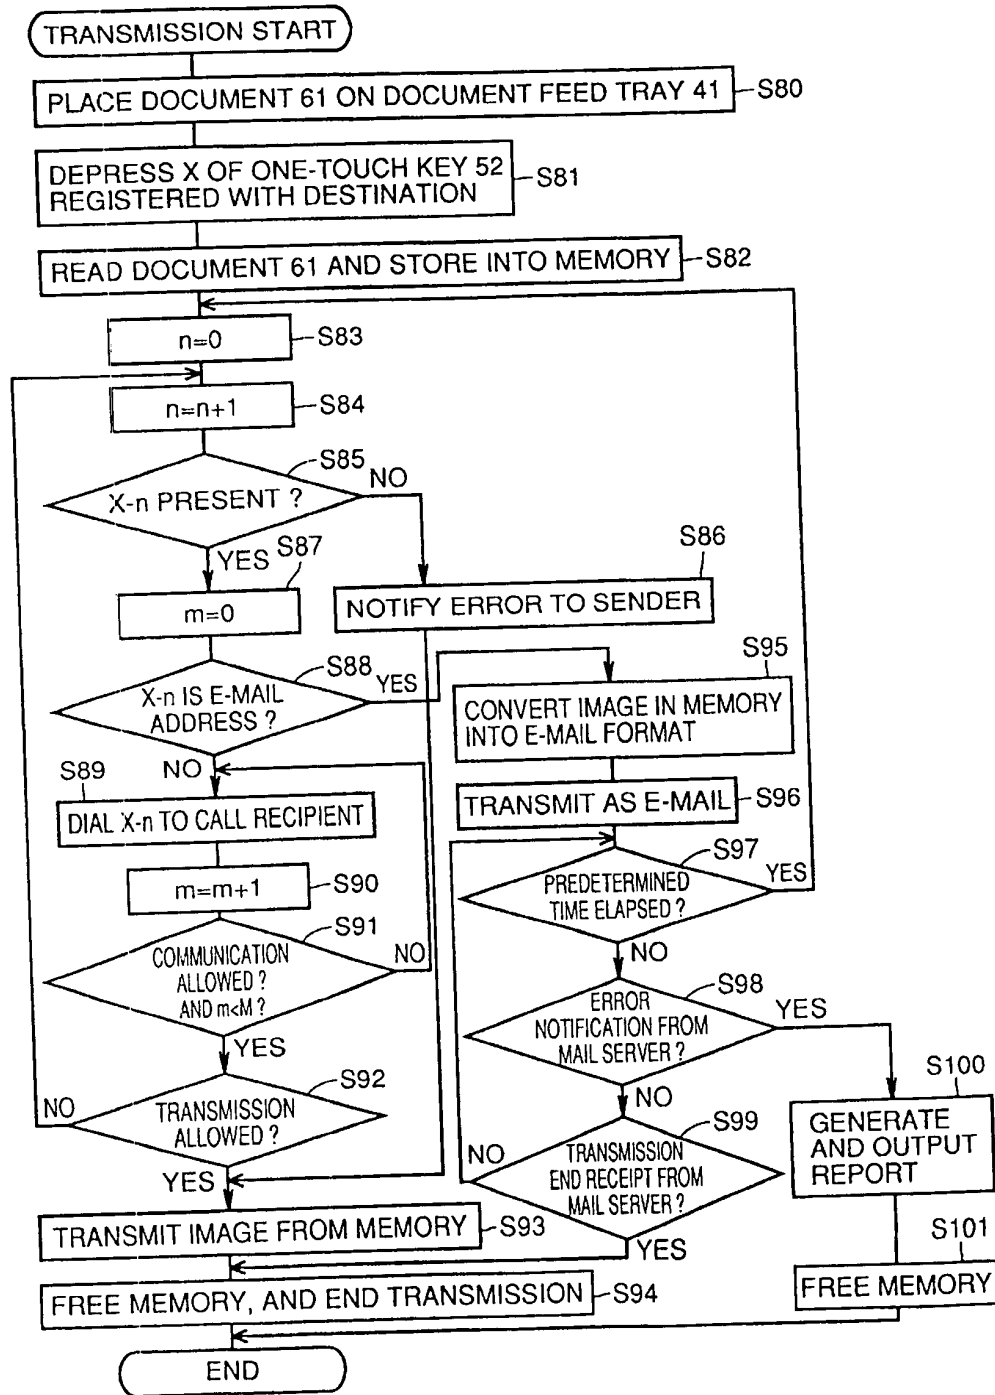 TRANSMISSION START
PLACE DOCUMENT 61 ON DOCUMENT FEED TRAY 41
S80
DEPRESS X OF ONE-TOUCH KEY 52
REGISTERED WITH DESTINATION
S81
READ DOCUMENT 61 AND STORE INTO MEMORY
S82
n=0
S83
n=n+1
S84
S85
X-n PRESENT ?
NO
YES
S87
m=0
S86
NOTIFY ERROR TO SENDER
S88
X-n IS E-MAIL
ADDRESS ?
YES
NO
S95
CONVERT IMAGE IN MEMORY
INTO E-MAIL FORMAT
S89
DIAL X-n TO CALL RECIPIENT
TRANSMIT AS E-MAIL
S96
m=m+1
S90
S97
PREDETERMINED
TIME ELAPSED ?
YES
NO
S91
COMMUNICATION
ALLOWED ?
AND m<M ?
NO
YES
S98
ERROR
NOTIFICATION FROM
MAIL SERVER ?
YES
NO
S92
TRANSMISSION
ALLOWED ?
NO
YES
S99
TRANSMISSION
END RECEIPT FROM
MAIL SERVER ?
NO
YES
S100
GENERATE
AND OUTPUT
REPORT
TRANSMIT IMAGE FROM MEMORY
S93
S101
FREE MEMORY
FREE MEMORY, AND END TRANSMISSION
S94
END